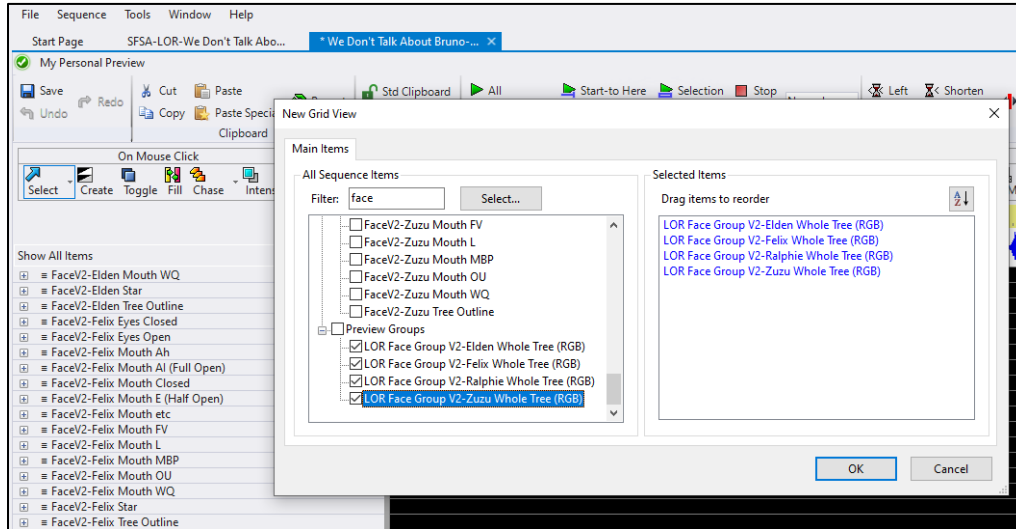 File Sequence Tools Window Help
Start Page SFSA-LOR-We Don't Talk Abo... * We Don't Talk About Bruno-... ×
My Personal Preview
Save Cut Paste Std Clipboard All Start-to Here Selection Stop Left Shorten
Undo Redo Copy Paste Specia
Clipboard
New Grid View
Main Items
On Mouse Click
Select Create Toggle Fill Chase Intens
All Sequence Items
Filter: face Select...
FaceV2-Zuzu Mouth FV
FaceV2-Zuzu Mouth L
FaceV2-Zuzu Mouth MBP
FaceV2-Zuzu Mouth OU
FaceV2-Zuzu Mouth WQ
FaceV2-Zuzu Tree Outline
Preview Groups
LOR Face Group V2-Elden Whole Tree (RGB)
LOR Face Group V2-Felix Whole Tree (RGB)
LOR Face Group V2-Ralphie Whole Tree (RGB)
LOR Face Group V2-Zuzu Whole Tree (RGB)
Selected Items
Drag items to reorder
LOR Face Group V2-Elden Whole Tree (RGB)
LOR Face Group V2-Felix Whole Tree (RGB)
LOR Face Group V2-Ralphie Whole Tree (RGB)
LOR Face Group V2-Zuzu Whole Tree (RGB)
OK Cancel
Show All Items
FaceV2-Elden Mouth WQ
FaceV2-Elden Star
FaceV2-Elden Tree Outline
FaceV2-Felix Eyes Closed
FaceV2-Felix Eyes Open
FaceV2-Felix Mouth Ah
FaceV2-Felix Mouth AI (Full Open)
FaceV2-Felix Mouth Closed
FaceV2-Felix Mouth E (Half Open)
FaceV2-Felix Mouth etc
FaceV2-Felix Mouth FV
FaceV2-Felix Mouth L
FaceV2-Felix Mouth MBP
FaceV2-Felix Mouth OU
FaceV2-Felix Mouth WQ
FaceV2-Felix Star
FaceV2-Felix Tree Outline